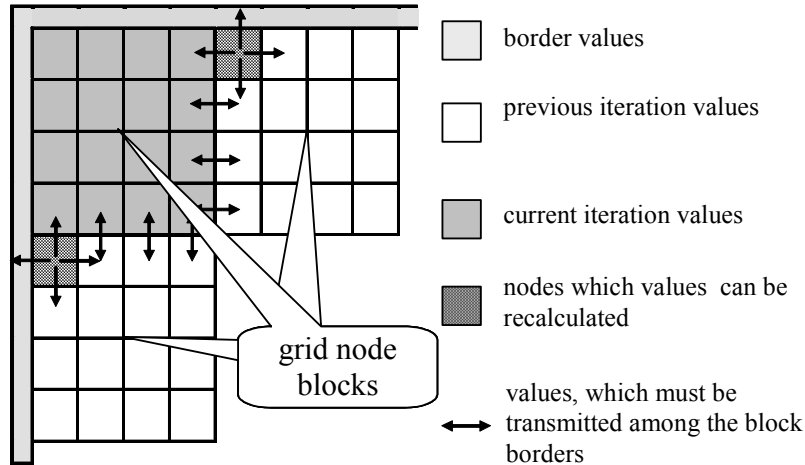 border values
previous iteration values
current iteration values
nodes which values can be
recalculated
grid node
blocks
values, which must be
transmitted among the block
borders